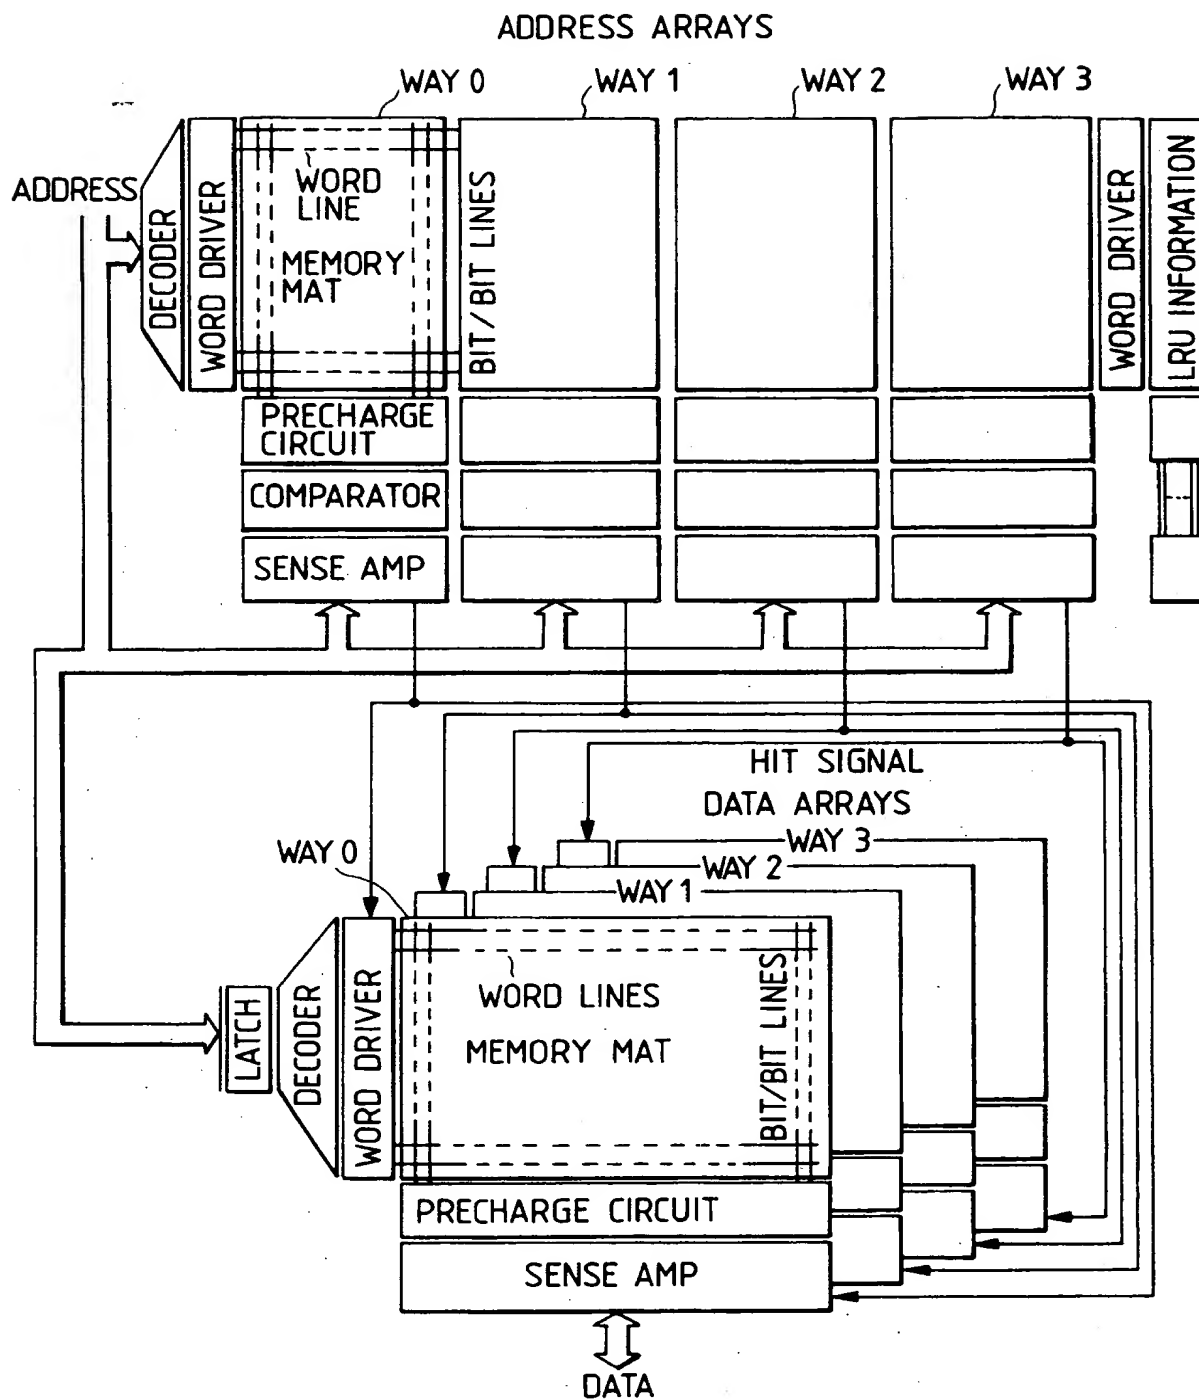 ADDRESS ARRAYS
WAY 0
WAY 1
WAY 2
WAY 3
ADDRESS
DECODER
WORD DRIVER
WORD
LINE
MEMORY
MAT
BIT/BIT LINES
WORD DRIVER
LRU INFORMATION
PRECHARGE
CIRCUIT
COMPARATOR
SENSE AMP
HIT SIGNAL
DATA ARRAYS
WAY 0
WAY 1
WAY 2
WAY 3
LATCH
DECODER
WORD DRIVER
WORD LINES
MEMORY MAT
BIT/BIT LINES
PRECHARGE CIRCUIT
SENSE AMP
DATA